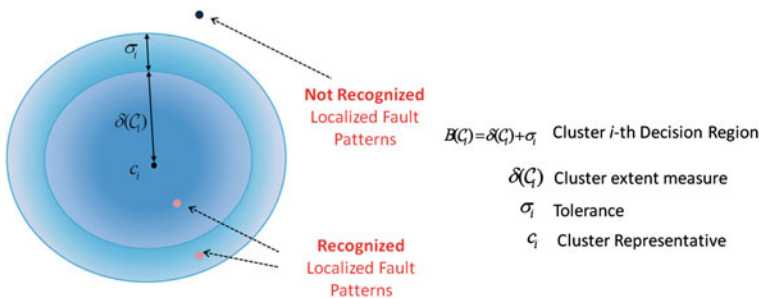 σᵢ
δ(𝒞ᵢ)
cᵢ
Not Recognized
Localized Fault
Patterns
Recognized
Localized Fault
Patterns
B(𝒞ᵢ)=δ(𝒞ᵢ)+σᵢ Cluster i-th Decision Region
δ(𝒞ᵢ) Cluster extent measure
σᵢ Tolerance
cᵢ Cluster Representative